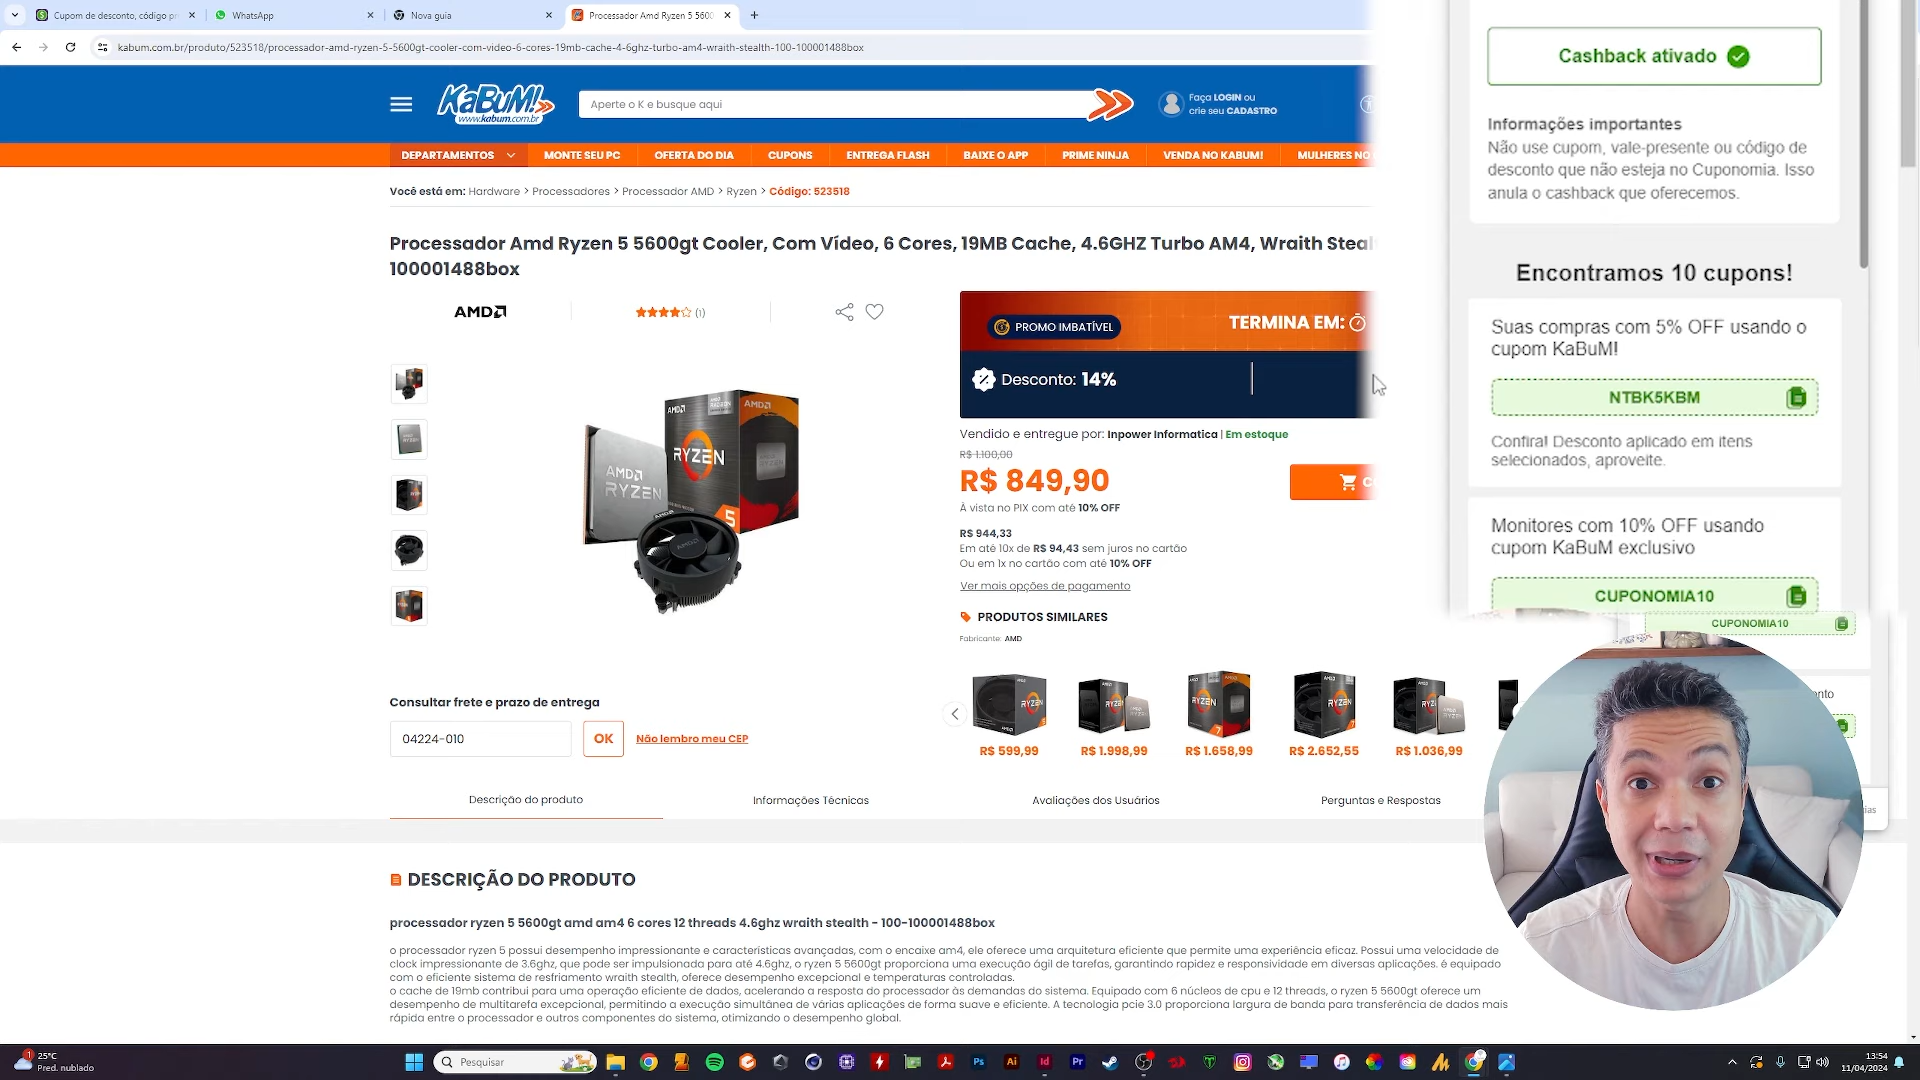 Cupom de desconto, código pr
WhatsApp
Nova guia
Processador Amd Ryzen 5 560
kabum.com.br/produto/523518/processador-amd-ryzen-5-5600gt-cooler-com-video-6-cores-19mb-cache-4-6ghz-turbo-am4-wraith-stealth-100-100001488box
KaBuM!
www.kabum.com.br
Aperte o K e busque aqui
Faça LOGIN ou
crie seu CADASTRO
DEPARTAMENTOS
MONTE SEU PC
OFERTA DO DIA
CUPONS
ENTREGA FLASH
BAIXE O APP
PRIME NINJA
VENDA NO KABUM!
MULHERES NO
Você está em: Hardware > Processadores > Processador AMD > Ryzen > Código: 523518
Processador Amd Ryzen 5 5600gt Cooler, Com Vídeo, 6 Cores, 19MB Cache, 4.6GHZ Turbo AM4, Wraith Steal
100001488box
AMD
(1)
PROMO IMBATÍVEL
TERMINA EM:
Desconto: 14%
Vendido e entregue por: Inpower Informatica | Em estoque
R$ 1.100,00
R$ 849,90
À vista no PIX com até 10% OFF
R$ 944,33
Em até 10x de R$ 94,43 sem juros no cartão
Ou em 1x no cartão com até 10% OFF
Ver mais opções de pagamento
PRODUTOS SIMILARES
Fabricante: AMD
R$ 599,99
R$ 1.998,99
R$ 1.658,99
R$ 2.652,55
R$ 1.036,99
AMD
RYZEN
AMD
RADEON
AMD
RYZEN
5
AMD
Consultar frete e prazo de entrega
04224-010
OK
Não lembro meu CEP
Descrição do produto
Informações Técnicas
Avaliações dos Usuários
Perguntas e Respostas
DESCRIÇÃO DO PRODUTO
processador ryzen 5 5600gt amd am4 6 cores 12 threads 4.6ghz wraith stealth - 100-100001488box
o processador ryzen 5 possui desempenho impressionante e características avançadas, com o encaixe am4, ele oferece uma arquitetura eficiente que permite uma experiência eficaz. Possui uma velocidade de
clock impressionante de 3.6ghz, que pode ser impulsionada para até 4.6ghz, o ryzen 5 5600gt proporciona uma execução ágil de tarefas, garantindo rapidez e responsividade em diversas aplicações. é equipado
com o eficiente sistema de resfriamento wraith stealth, oferece desempenho excepcional e temperaturas controladas.
o cache de 19mb contribui para uma operação eficiente de dados, acelerando a resposta do processador às demandas do sistema. Equipado com 6 núcleos de cpu e 12 threads, o ryzen 5 5600gt oferece um
desempenho de multitarefa excepcional, permitindo a execução simultânea de várias aplicações de forma suave e eficiente. A tecnologia pcie 3.0 proporciona largura de banda para transferência de dados mais
rápida entre o processador e outros componentes do sistema, otimizando o desempenho global.
Cashback ativado
Informações importantes
Não use cupom, vale-presente ou código de
desconto que não esteja no Cuponomia. Isso
anula o cashback que oferecemos.
Encontramos 10 cupons!
Suas compras com 5% OFF usando o
cupom KaBuM!
NTBK5KBM
Confira! Desconto aplicado em itens
selecionados, aproveite.
Monitores com 10% OFF usando
cupom KaBuM exclusivo
CUPONOMIA10
CUPONOMIA10
25°C
Pred. nublado
Pesquisar
13:54
11/04/2024